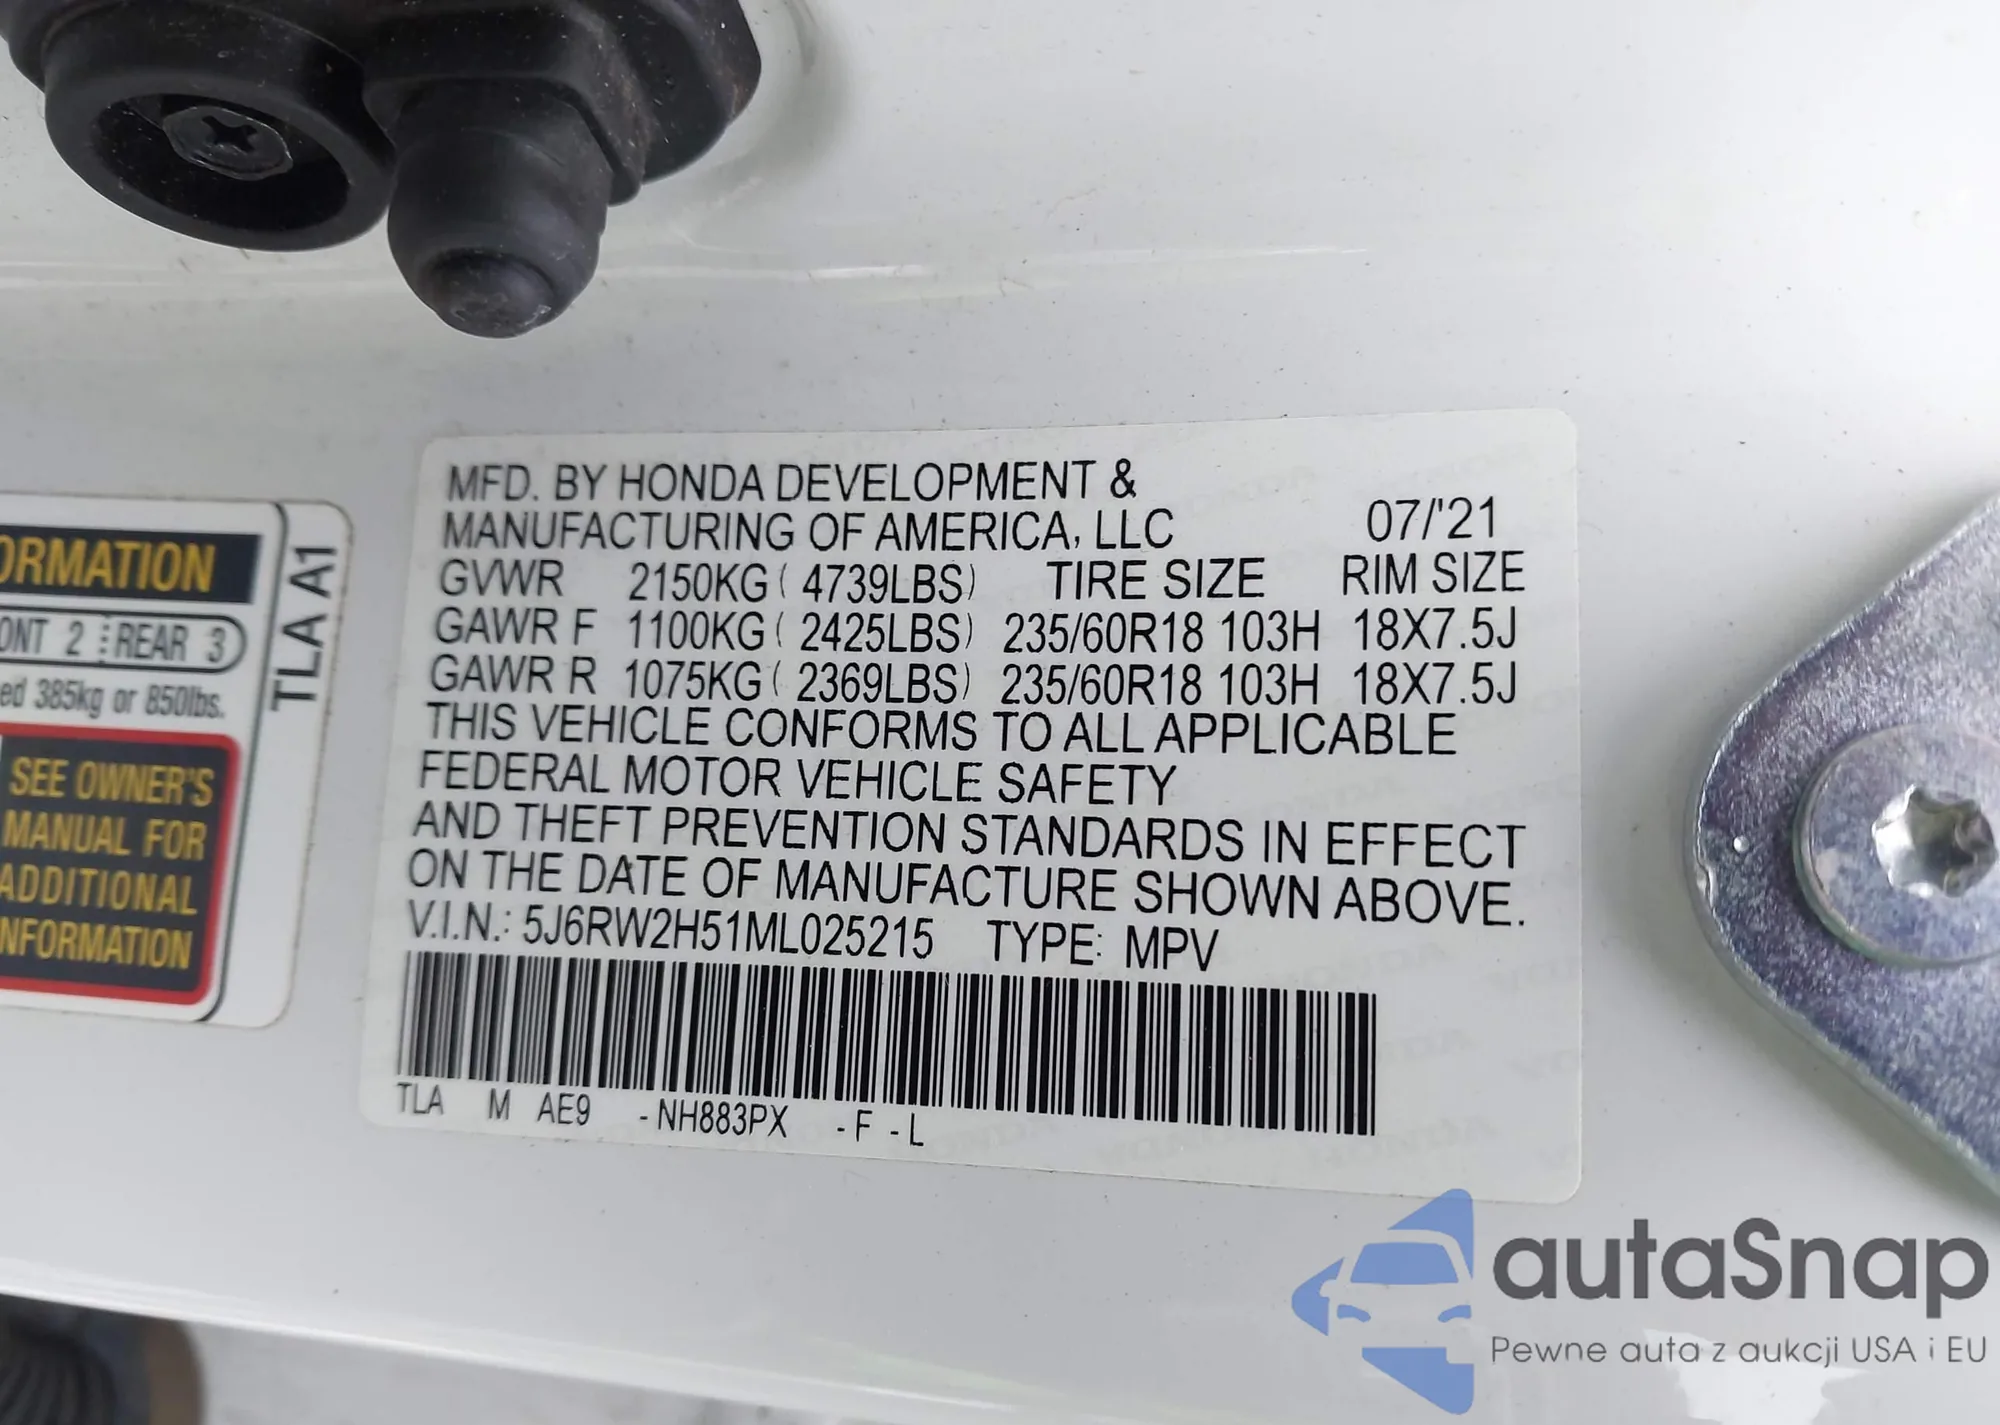 ORMATION
ONT 2 REAR 3
ed 385kg or 850lbs.
SEE OWNER'S
MANUAL FOR
ADDITIONAL
NFORMATION
TLA A1
MFD. BY HONDA DEVELOPMENT &
MANUFACTURING OF AMERICA, LLC 07/'21
GVWR 2150KG ( 4739LBS) TIRE SIZE RIM SIZE
GAWR F 1100KG ( 2425LBS) 235/60R18 103H 18X7.5J
GAWR R 1075KG ( 2369LBS) 235/60R18 103H 18X7.5J
THIS VEHICLE CONFORMS TO ALL APPLICABLE
FEDERAL MOTOR VEHICLE SAFETY
AND THEFT PREVENTION STANDARDS IN EFFECT
ON THE DATE OF MANUFACTURE SHOWN ABOVE.
V.I.N.: 5J6RW2H51ML025215 TYPE: MPV
TLA M AE9 -NH883PX -F -L
autaSnap
Pewne auta z aukcji USA i EU